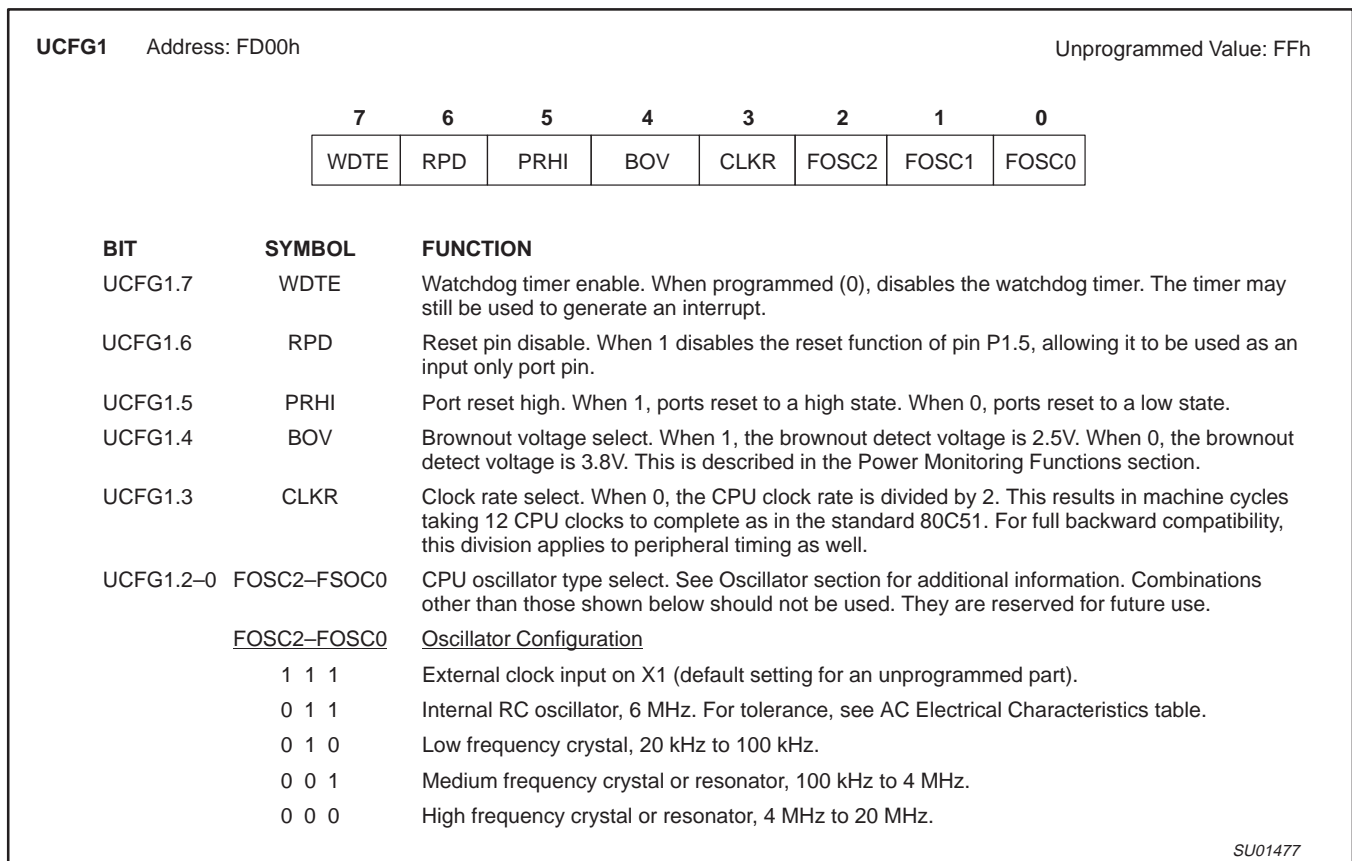 UCFG1 Address: FD00h Unprogrammed Value: FFh
7 6 5 4 3 2 1 0
WDTE RPD PRHI BOV CLKR FOSC2 FOSC1 FOSC0
BIT SYMBOL FUNCTION
UCFG1.7 WDTE Watchdog timer enable. When programmed (0), disables the watchdog timer. The timer may
still be used to generate an interrupt.
UCFG1.6 RPD Reset pin disable. When 1 disables the reset function of pin P1.5, allowing it to be used as an
input only port pin.
UCFG1.5 PRHI Port reset high. When 1, ports reset to a high state. When 0, ports reset to a low state.
UCFG1.4 BOV Brownout voltage select. When 1, the brownout detect voltage is 2.5V. When 0, the brownout
detect voltage is 3.8V. This is described in the Power Monitoring Functions section.
UCFG1.3 CLKR Clock rate select. When 0, the CPU clock rate is divided by 2. This results in machine cycles
taking 12 CPU clocks to complete as in the standard 80C51. For full backward compatibility,
this division applies to peripheral timing as well.
UCFG1.2–0 FOSC2–FSOC0 CPU oscillator type select. See Oscillator section for additional information. Combinations
other than those shown below should not be used. They are reserved for future use.
FOSC2–FOSC0 Oscillator Configuration
1 1 1 External clock input on X1 (default setting for an unprogrammed part).
0 1 1 Internal RC oscillator, 6 MHz. For tolerance, see AC Electrical Characteristics table.
0 1 0 Low frequency crystal, 20 kHz to 100 kHz.
0 0 1 Medium frequency crystal or resonator, 100 kHz to 4 MHz.
0 0 0 High frequency crystal or resonator, 4 MHz to 20 MHz.
SU01477